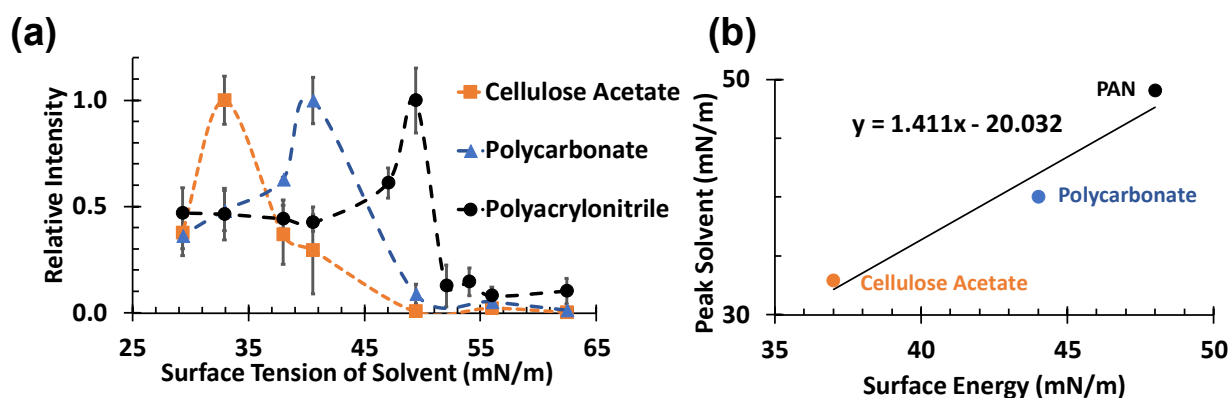 (a)
Relative Intensity
1.0
0.5
0.0
25
35
45
55
65
Surface Tension of Solvent (mN/m)
Cellulose Acetate
Polycarbonate
Polyacrylonitrile
(b)
Peak Solvent (mN/m)
50
30
35
40
45
50
Surface Energy (mN/m)
y = 1.411x - 20.032
PAN
Polycarbonate
Cellulose Acetate